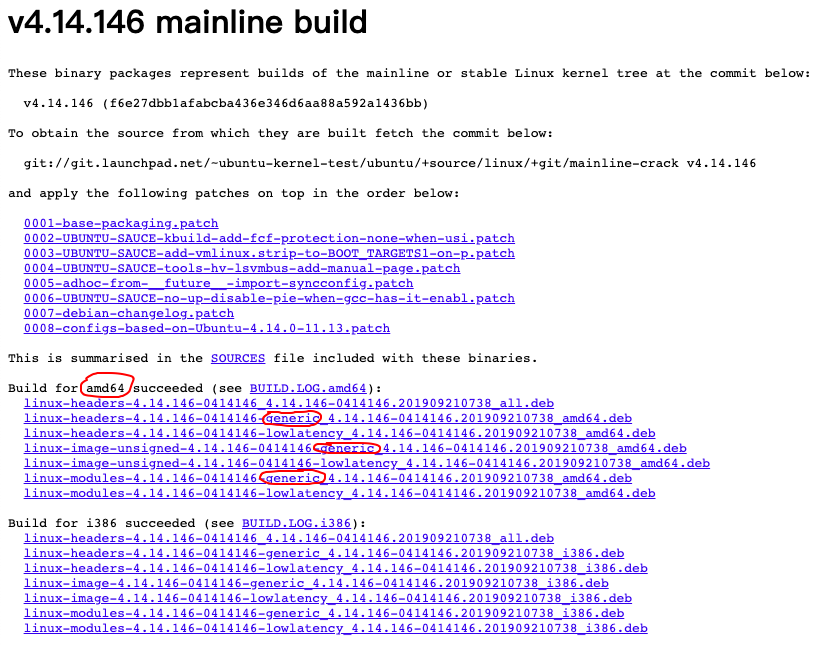 v4.14.146 mainline build
These binary packages represent builds of the mainline or stable Linux kernel tree at the commit below:
v4.14.146 (f6e27dbb1afabcba436e346d6aa88a592a1436bb)
To obtain the source from which they are built fetch the commit below:
git://git.launchpad.net/~ubuntu-kernel-test/ubuntu/+source/linux/+git/mainline-crack v4.14.146
and apply the following patches on top in the order below:
0001-base-packaging.patch
0002-UBUNTU-SAUCE-kbuild-add-fcf-protection-none-when-usi.patch
0003-UBUNTU-SAUCE-add-vmlinux.strip-to-BOOT_TARGETS1-on-p.patch
0004-UBUNTU-SAUCE-tools-hv-lsvmbus-add-manual-page.patch
0005-adhoc-from-__future__-import-syncconfig.patch
0006-UBUNTU-SAUCE-no-up-disable-pie-when-gcc-has-it-enabl.patch
0007-debian-changelog.patch
0008-configs-based-on-Ubuntu-4.14.0-11.13.patch
This is summarised in the SOURCES file included with these binaries.
Build for amd64 succeeded (see BUILD.LOG.amd64):
linux-headers-4.14.146-0414146_4.14.146-0414146.201909210738_all.deb
linux-headers-4.14.146-0414146-generic_4.14.146-0414146.201909210738_amd64.deb
linux-headers-4.14.146-0414146-lowlatency_4.14.146-0414146.201909210738_amd64.deb
linux-image-unsigned-4.14.146-0414146-generic_4.14.146-0414146.201909210738_amd64.deb
linux-image-unsigned-4.14.146-0414146-lowlatency_4.14.146-0414146.201909210738_amd64.deb
linux-modules-4.14.146-0414146-generic_4.14.146-0414146.201909210738_amd64.deb
linux-modules-4.14.146-0414146-lowlatency_4.14.146-0414146.201909210738_amd64.deb
Build for i386 succeeded (see BUILD.LOG.i386):
linux-headers-4.14.146-0414146_4.14.146-0414146.201909210738_all.deb
linux-headers-4.14.146-0414146-generic_4.14.146-0414146.201909210738_i386.deb
linux-headers-4.14.146-0414146-lowlatency_4.14.146-0414146.201909210738_i386.deb
linux-image-4.14.146-0414146-generic_4.14.146-0414146.201909210738_i386.deb
linux-image-4.14.146-0414146-lowlatency_4.14.146-0414146.201909210738_i386.deb
linux-modules-4.14.146-0414146-generic_4.14.146-0414146.201909210738_i386.deb
linux-modules-4.14.146-0414146-lowlatency_4.14.146-0414146.201909210738_i386.deb